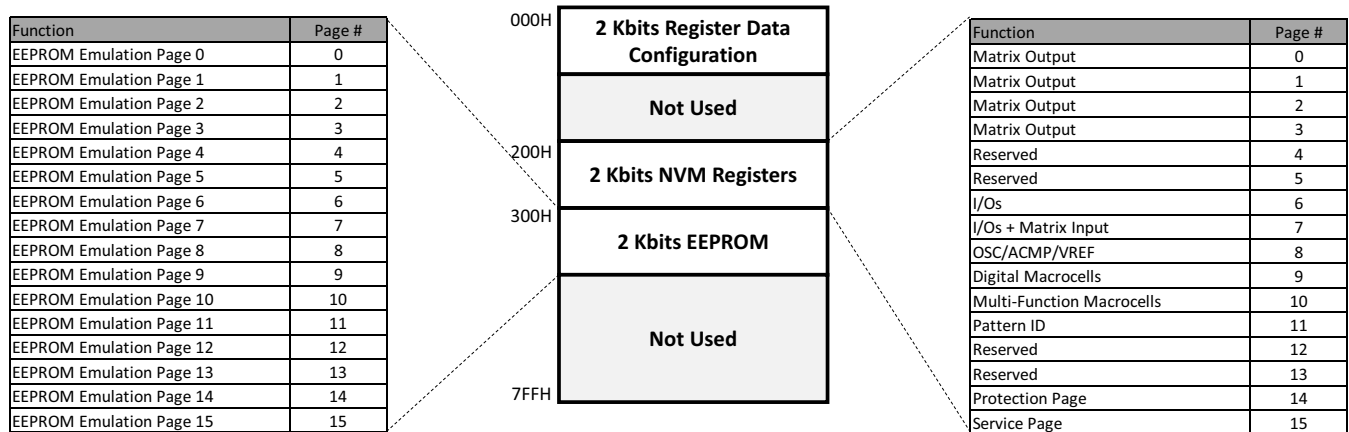 Function Page #
EEPROM Emulation Page 0 0
EEPROM Emulation Page 1 1
EEPROM Emulation Page 2 2
EEPROM Emulation Page 3 3
EEPROM Emulation Page 4 4
EEPROM Emulation Page 5 5
EEPROM Emulation Page 6 6
EEPROM Emulation Page 7 7
EEPROM Emulation Page 8 8
EEPROM Emulation Page 9 9
EEPROM Emulation Page 10 10
EEPROM Emulation Page 11 11
EEPROM Emulation Page 12 12
EEPROM Emulation Page 13 13
EEPROM Emulation Page 14 14
EEPROM Emulation Page 15 15
000H
2 Kbits Register Data
Configuration
Not Used
200H
2 Kbits NVM Registers
300H
2 Kbits EEPROM
Not Used
7FFH
Function Page #
Matrix Output 0
Matrix Output 1
Matrix Output 2
Matrix Output 3
Reserved 4
Reserved 5
I/Os 6
I/Os + Matrix Input 7
OSC/ACMP/VREF 8
Digital Macrocells 9
Multi-Function Macrocells 10
Pattern ID 11
Reserved 12
Reserved 13
Protection Page 14
Service Page 15